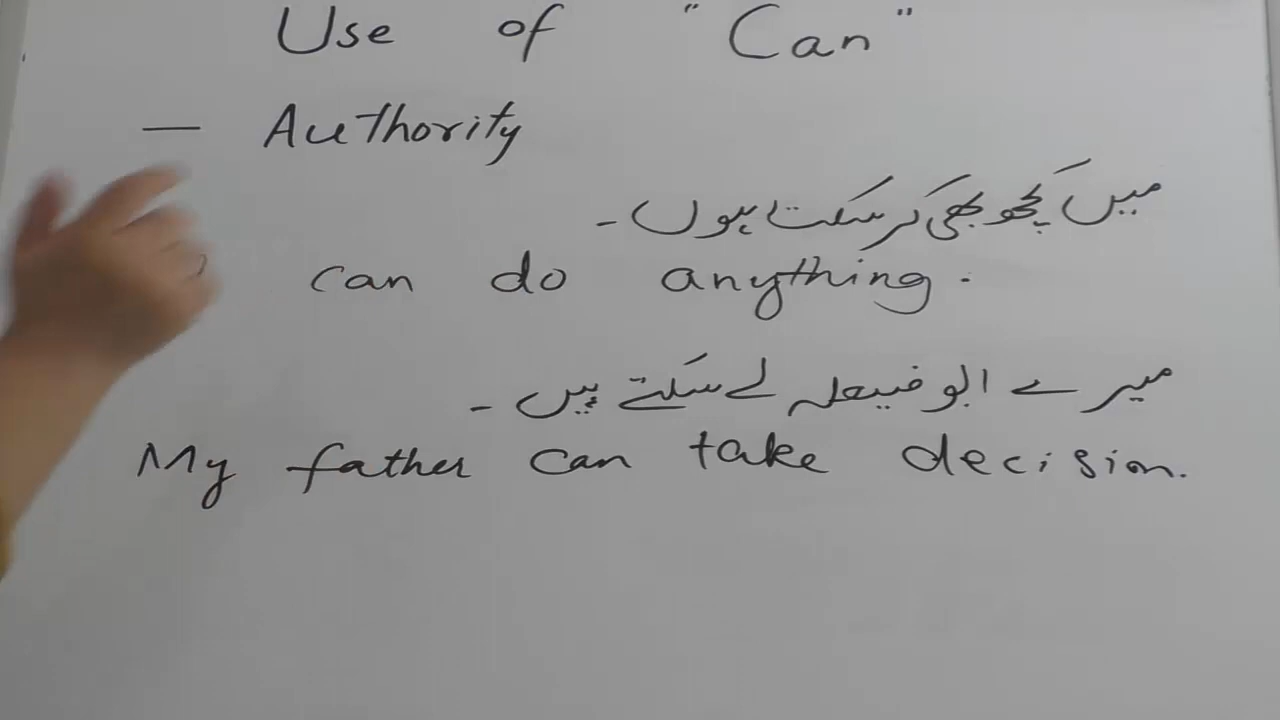 Use of "Can"
— Authority
میں کچھ بھی کر سکتا ہوں۔
can do anything.
میرے ابو فیصلہ لے سکتے ہیں۔
My father can take decision.